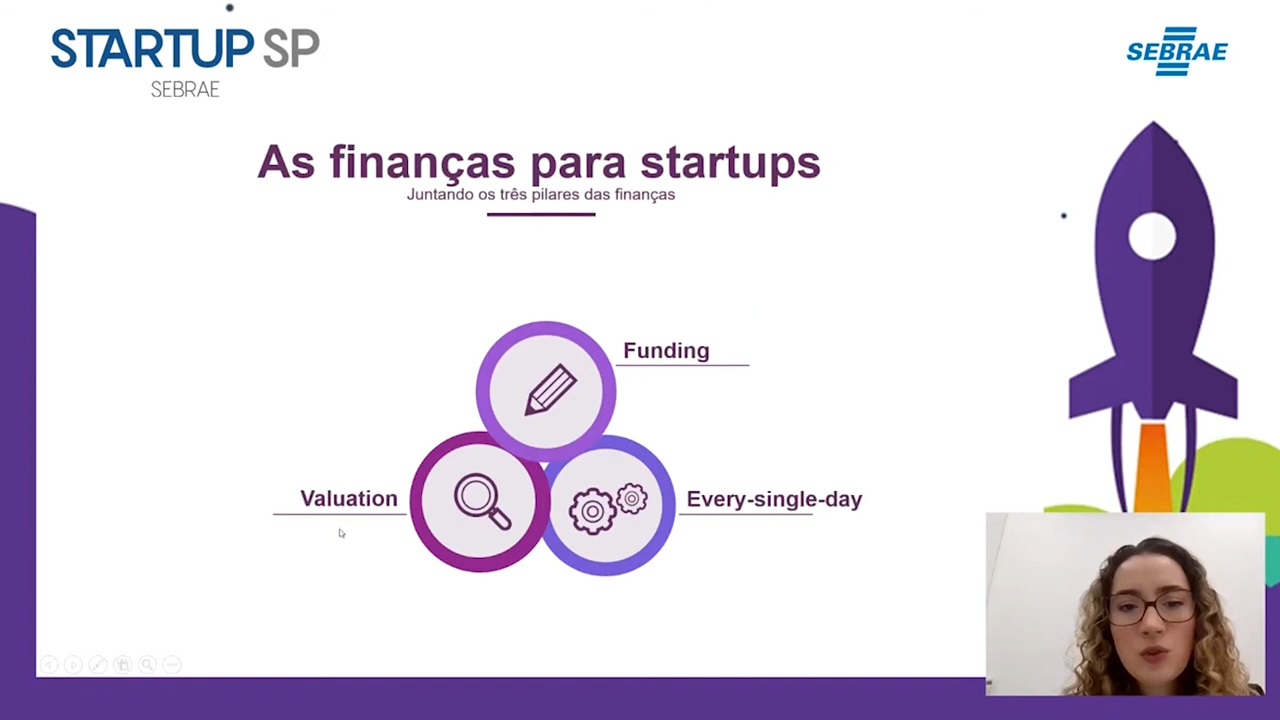 STARTUP SP
SEBRAE
SEBRAE
As finanças para startups
Juntando os três pilares das finanças
Funding
Valuation
Every-single-day